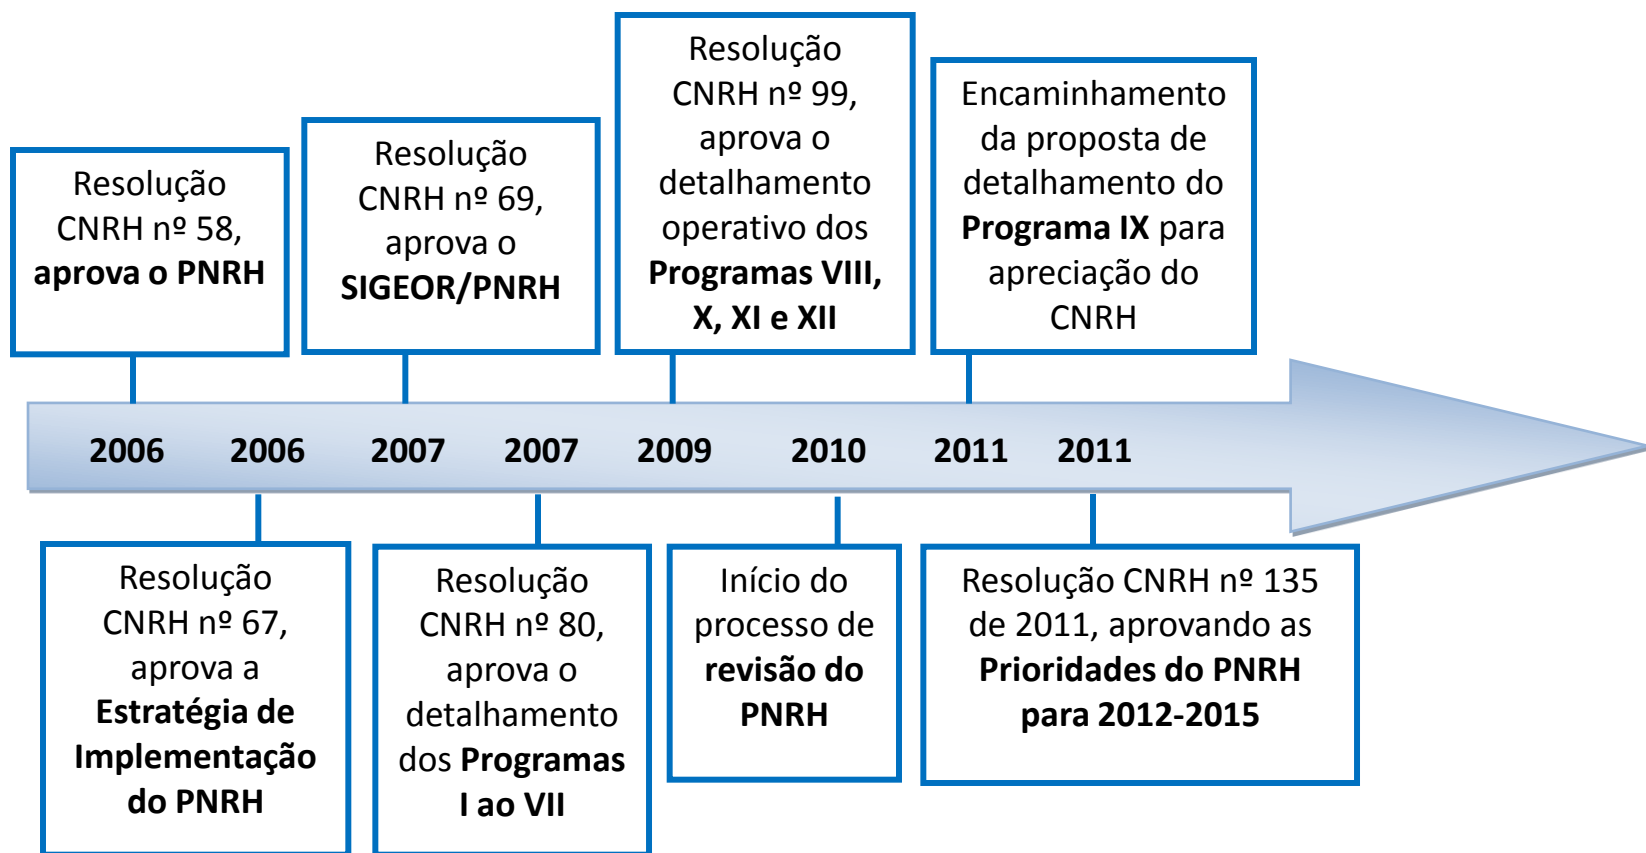 Resolução
CNRH nº 58,
aprova o PNRH
Resolução
CNRH nº 69,
aprova o
SIGEOR/PNRH
Resolução
CNRH nº 99,
aprova o
detalhamento
operativo dos
Programas VIII,
X, XI e XII
Encaminhamento
da proposta de
detalhamento do
Programa IX para
apreciação do
CNRH
2006 2006 2007 2007 2009 2010 2011 2011
Resolução
CNRH nº 67,
aprova a
Estratégia de
Implementação
do PNRH
Resolução
CNRH nº 80,
aprova o
detalhamento
dos Programas
I ao VII
Início do
processo de
revisão do
PNRH
Resolução CNRH nº 135
de 2011, aprovando as
Prioridades do PNRH
para 2012-2015